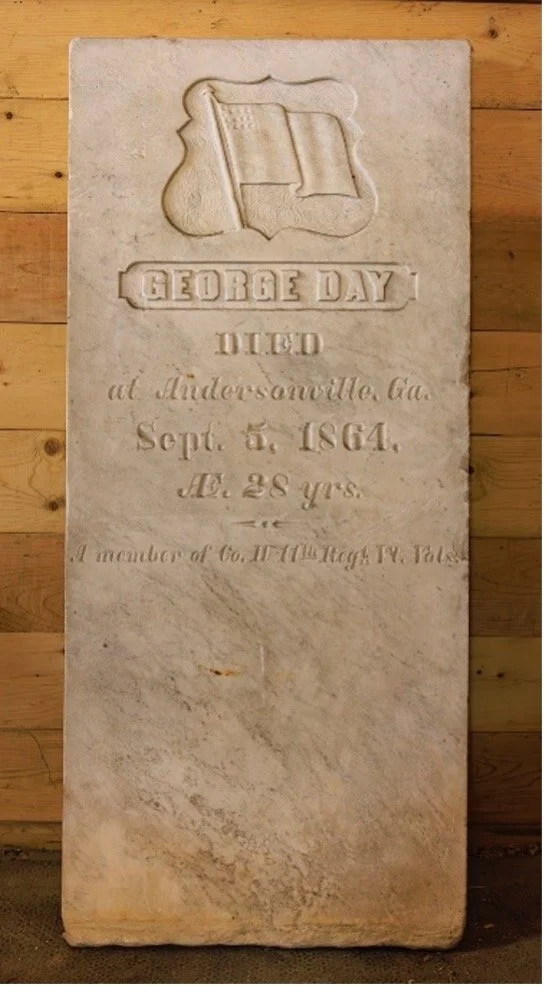 GEORGE DAY
DIED
at Andersonville, Ga.
Sept. 5, 1864,
Æ. 28 yrs.
A member of Co. 11th Regt. Vt. Vols.